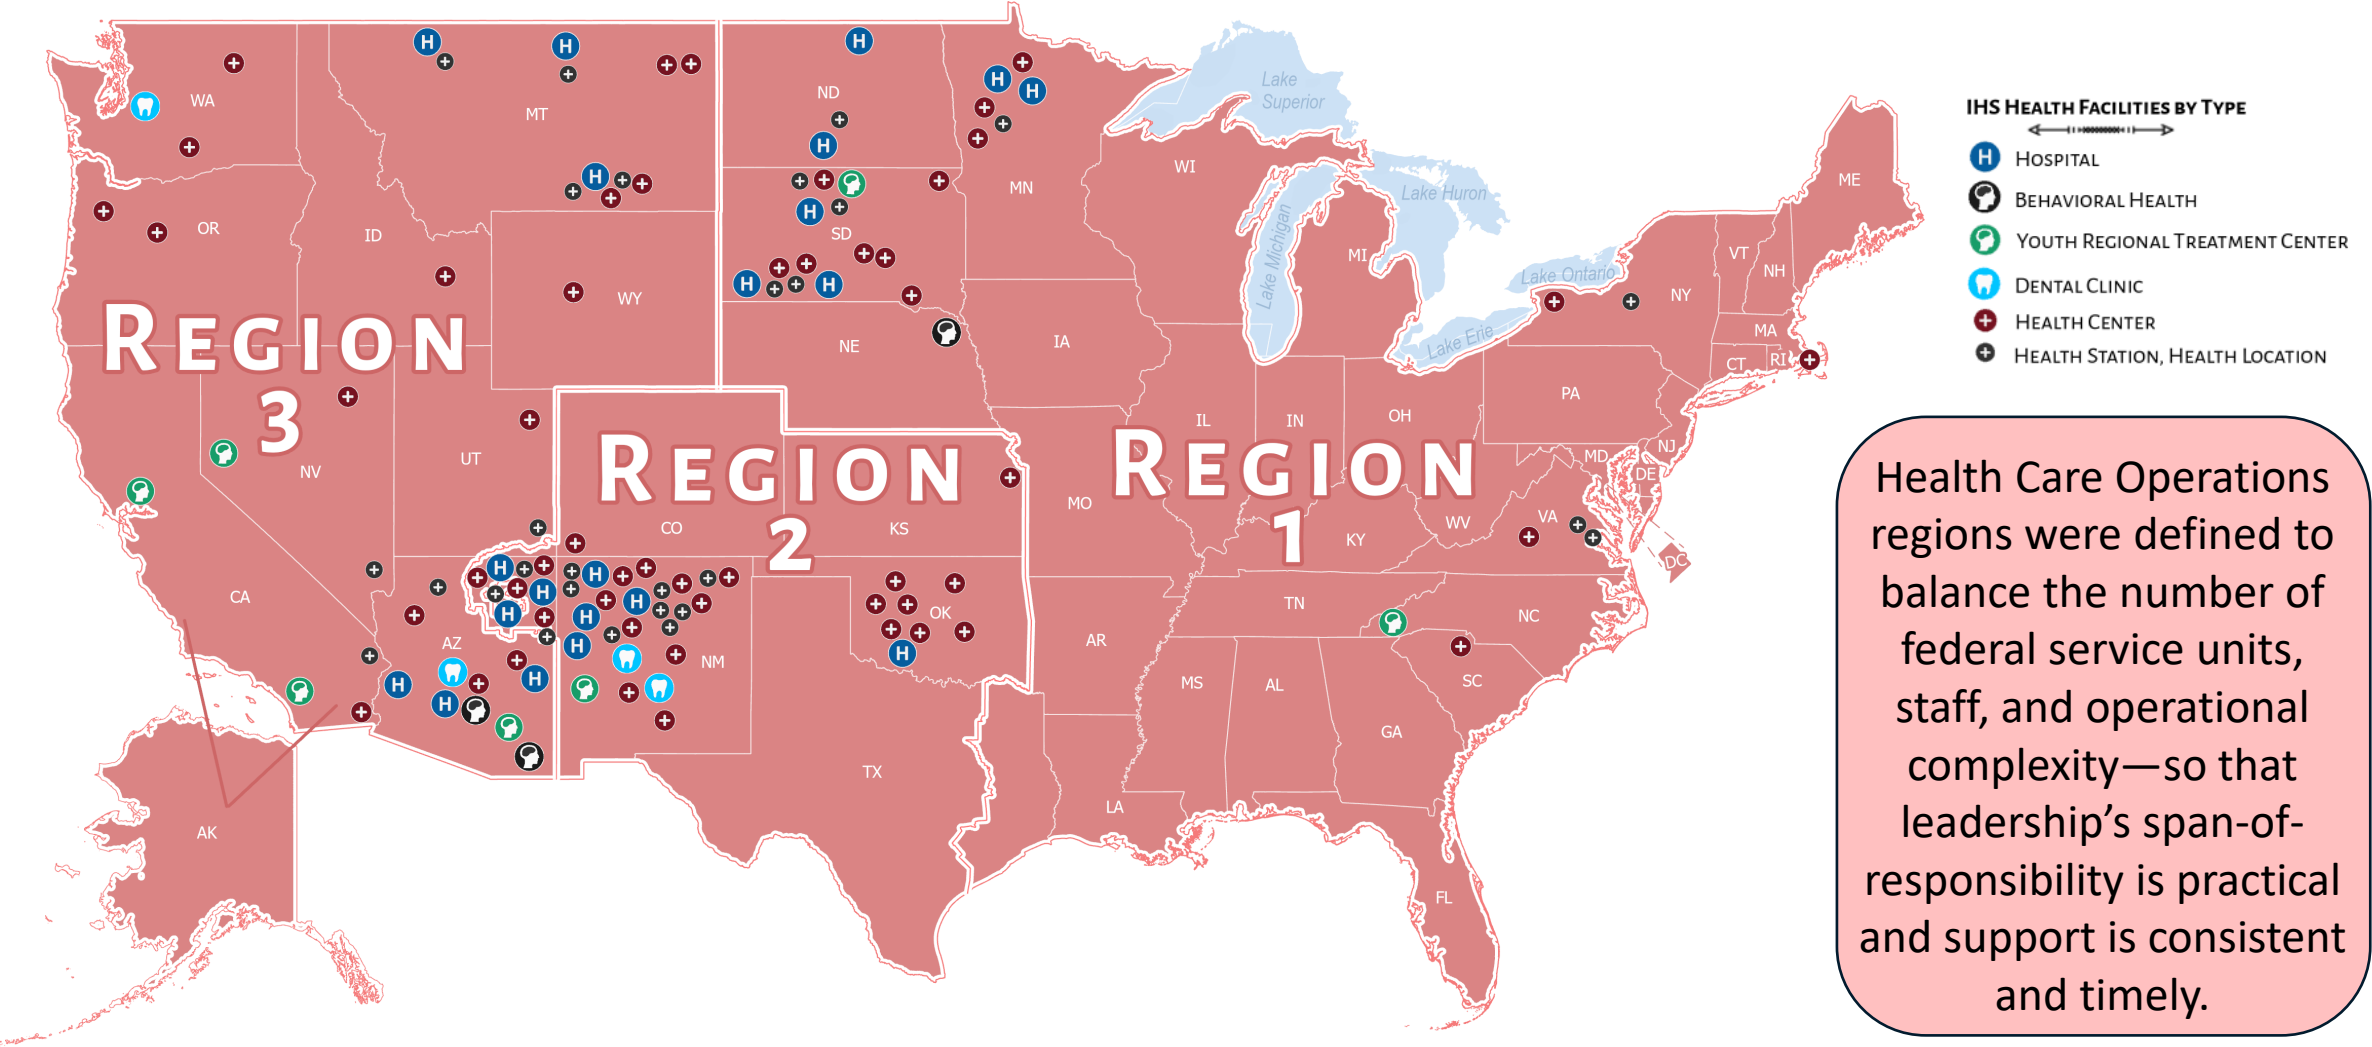 WA
MT
ND
Lake
Superior
MN
WI
ME
OR
ID
SD
WY
Lake Huron
Lake Michigan
MI
Lake Ontario
VT
NH
NY
MA
CT
RI
Lake Erie
NE
IA
PA
NJ
REGION
3
NV
UT
REGION
2
CO
KS
IL
IN
OH
REGION
1
MO
MD
DE
WV
VA
KY
DC
CA
AZ
NM
OK
AR
TN
NC
SC
MS
AL
GA
TX
LA
FL
AK
IHS HEALTH FACILITIES BY TYPE
H HOSPITAL
BEHAVIORAL HEALTH
YOUTH REGIONAL TREATMENT CENTER
DENTAL CLINIC
HEALTH CENTER
HEALTH STATION, HEALTH LOCATION
Health Care Operations
regions were defined to
balance the number of
federal service units,
staff, and operational
complexity—so that
leadership's span-of-
responsibility is practical
and support is consistent
and timely.